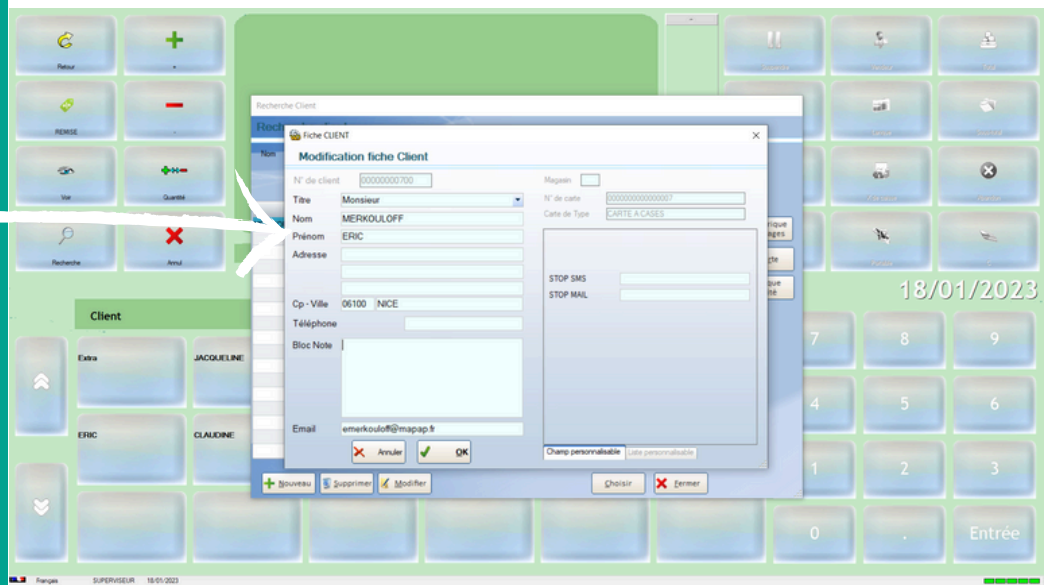 Retour
+
REMISE
-
Voir
Quantité
Recherche
Annul
Client
Extra
JACQUELINE
ERIC
CLAUDINE
Recherche Client
Rech
Nom
Fiche CLIENT
Modification fiche Client
N° de client 00000000700
Titre Monsieur
Nom MERKOULOFF
Prénom ERIC
Adresse
Cp - Ville 06100 NICE
Téléphone
Bloc Note
Email emerkouloff@mapap.fr
Annuler
OK
Magasin
N° de carte 0000000000000007
Carte de Type CARTE A CASES
STOP SMS
STOP MAIL
Champ personnalisable
Liste personnalisable
Nouveau
Supprimer
Modifier
Choisir
Fermer
18/01/2023
7 8 9
4 5 6
1 2 3
0 . Entrée
Français SUPERVISEUR 18/01/2023